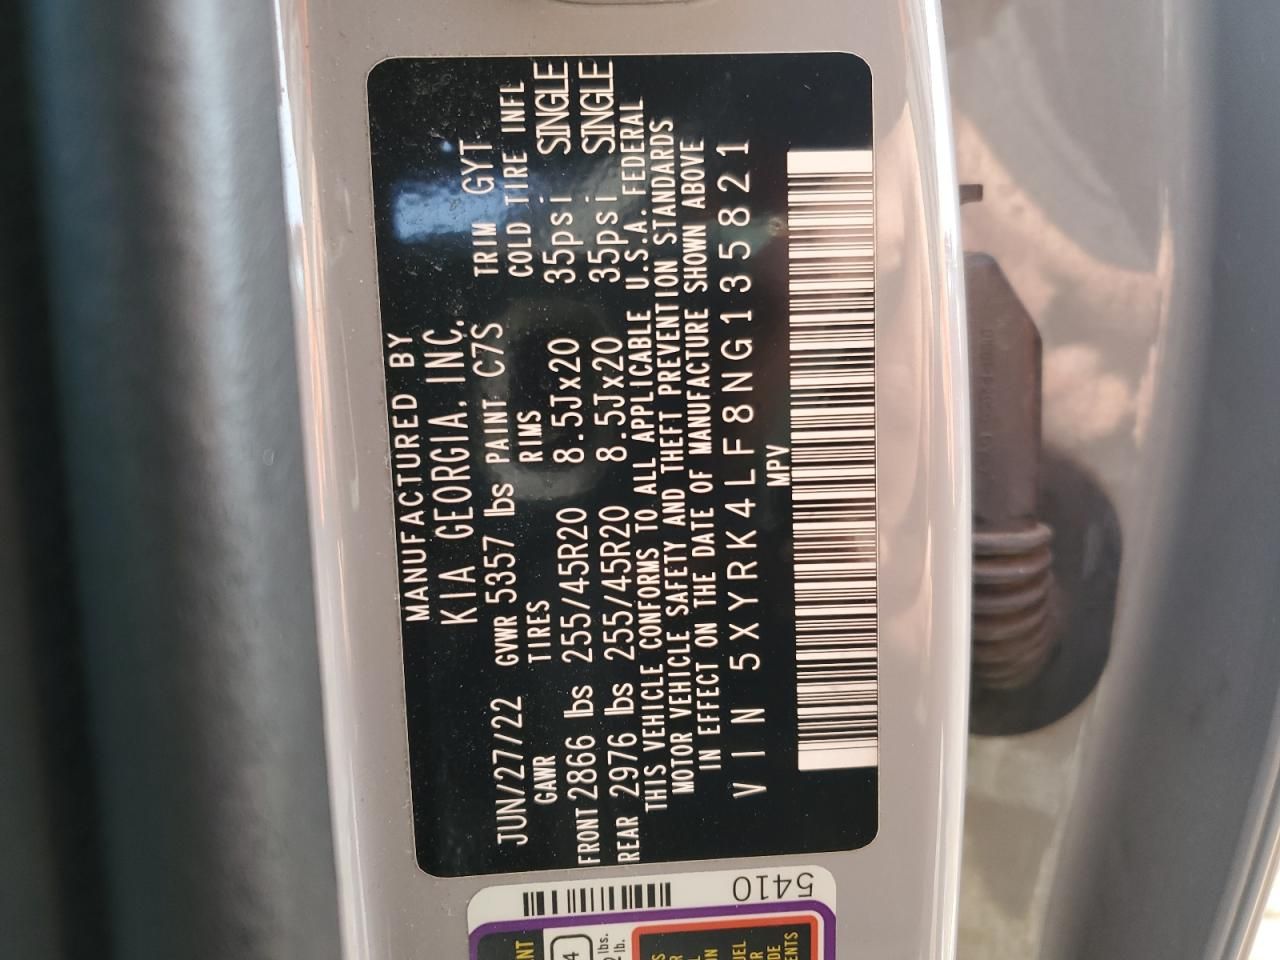 MANUFACTURED BY
KIA GEORGIA, INC.
JUN/27/22 GVWR 5357 lbs PAINT C7S TRIM GYT
GAWR TIRES RIMS COLD TIRE INFL
FRONT 2866 lbs 255/45R20 8.5Jx20 35psi SINGLE
REAR 2976 lbs 255/45R20 8.5Jx20 35psi SINGLE
THIS VEHICLE CONFORMS TO ALL APPLICABLE U.S.A. FEDERAL
MOTOR VEHICLE SAFETY AND THEFT PREVENTION STANDARDS
IN EFFECT ON THE DATE OF MANUFACTURE SHOWN ABOVE
VIN 5XYRK4LF8NG135821
MPV
5410